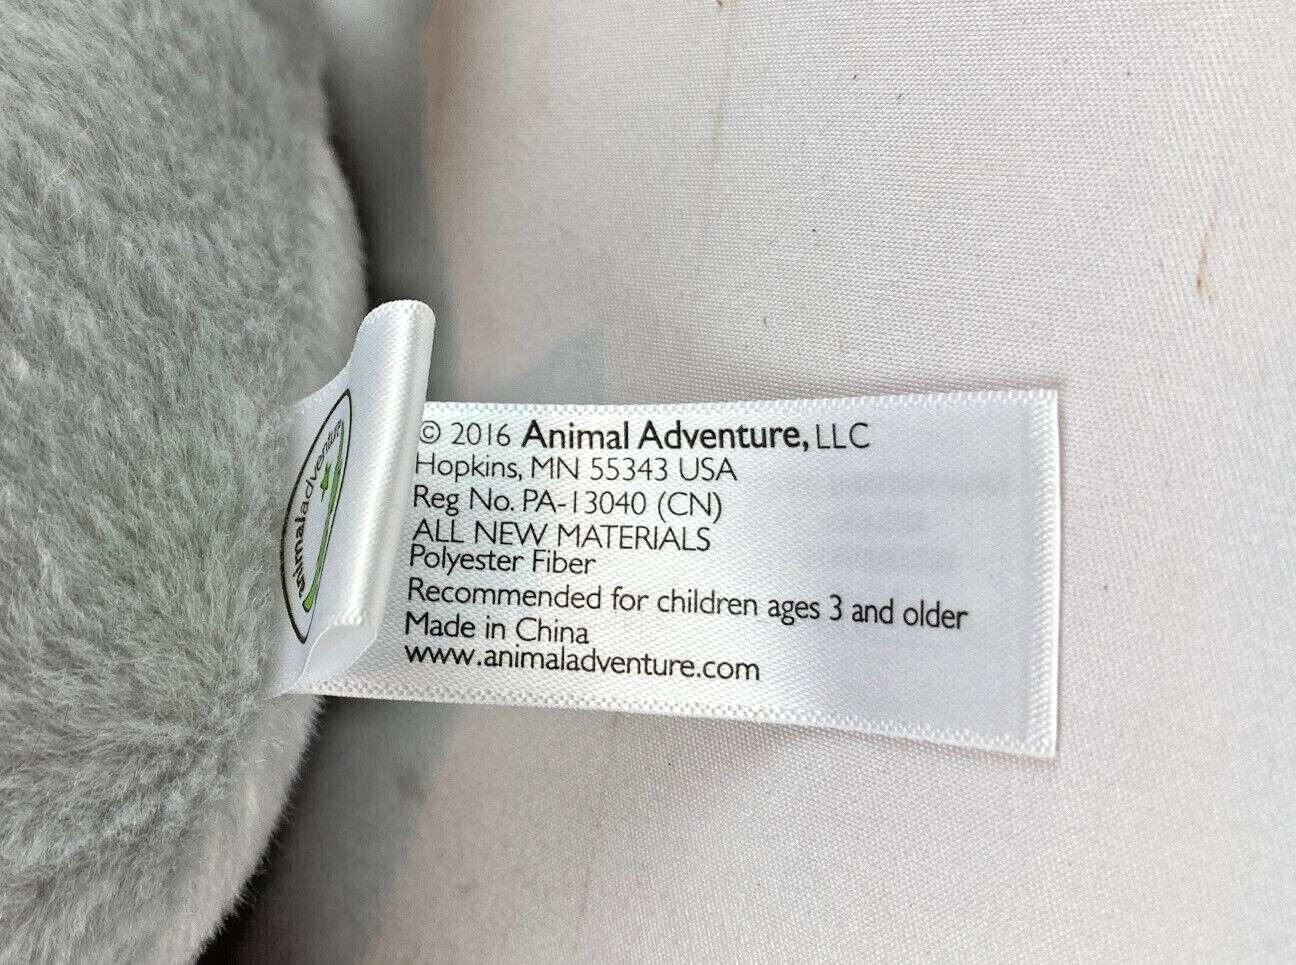 © 2016 Animal Adventure, LLC
Hopkins, MN 55343 USA
Reg No. PA-13040 (CN)
ALL NEW MATERIALS
Polyester Fiber
Recommended for children ages 3 and older
Made in China
www.animaladventure.com
animaladventure